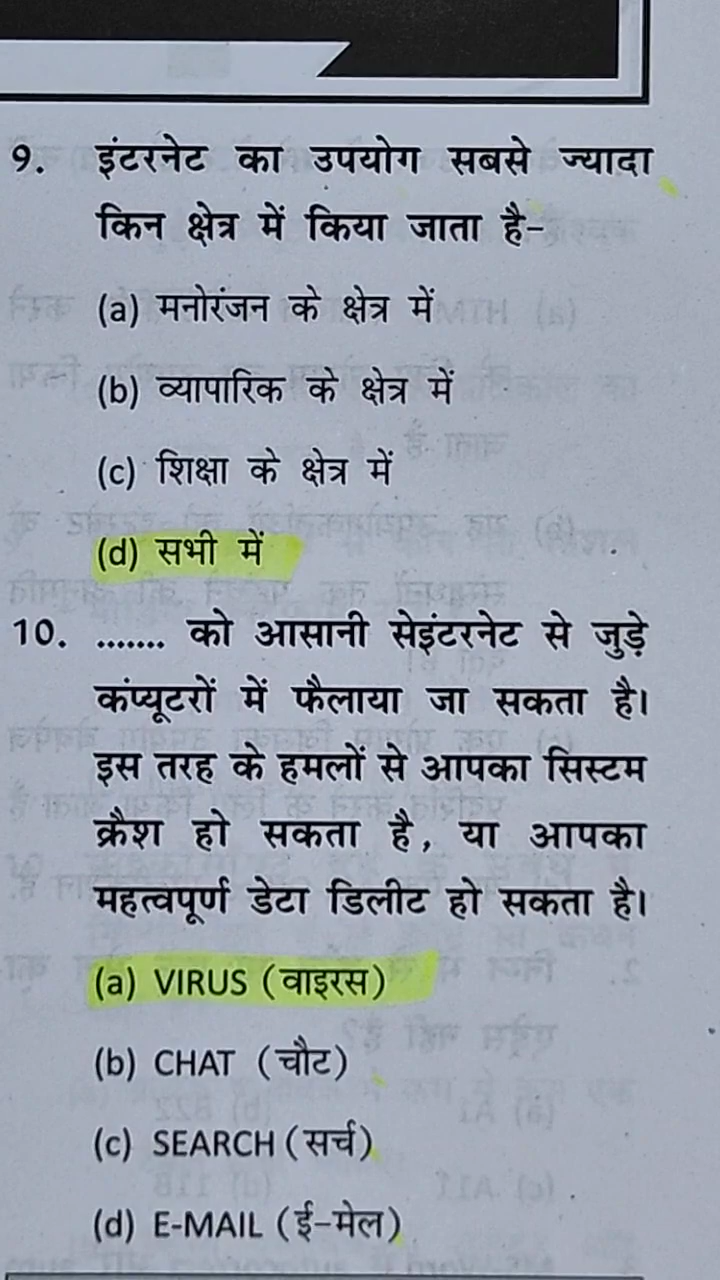 9. इंटरनेट का उपयोग सबसे ज्यादा
किन क्षेत्र में किया जाता है-
(a) मनोरंजन के क्षेत्र में
(b) व्यापारिक के क्षेत्र में
(c) शिक्षा के क्षेत्र में
(d) सभी में
10. ....... को आसानी सेइंटरनेट से जुड़े
कंप्यूटरों में फैलाया जा सकता है।
इस तरह के हमलों से आपका सिस्टम
क्रैश हो सकता है, या आपका
महत्वपूर्ण डेटा डिलीट हो सकता है।
(a) VIRUS (वाइरस)
(b) CHAT (चौट)
(c) SEARCH (सर्च)
(d) E-MAIL (ई-मेल)